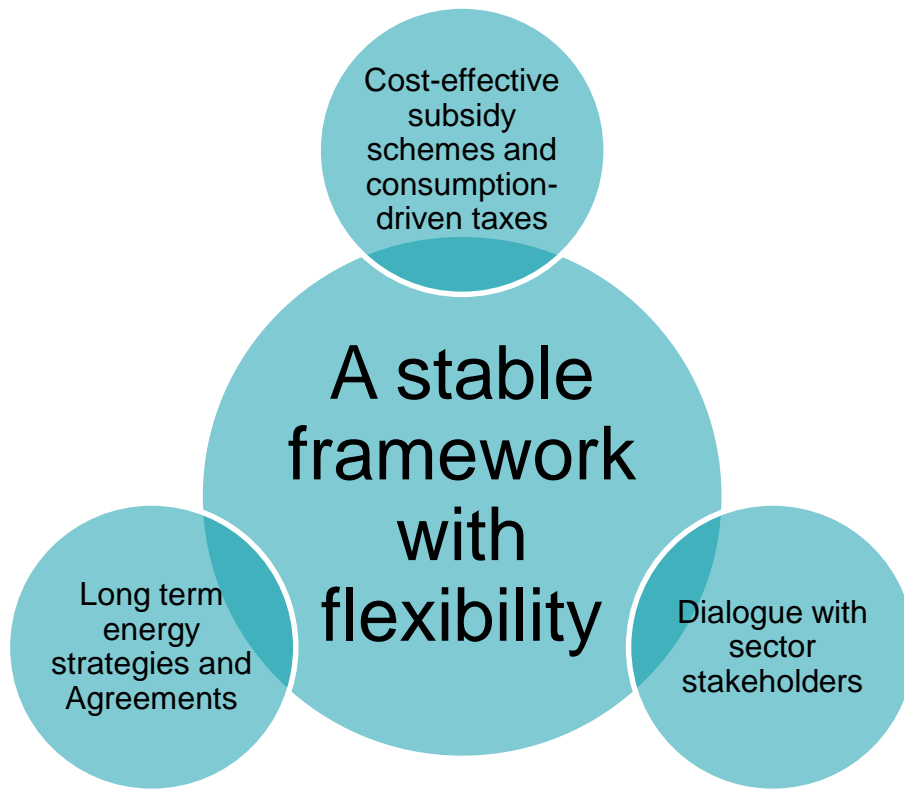 Cost-effective
subsidy
schemes and
consumption-
driven taxes
A stable
framework
with
flexibility
Long term
energy
strategies and
Agreements
Dialogue with
sector
stakeholders